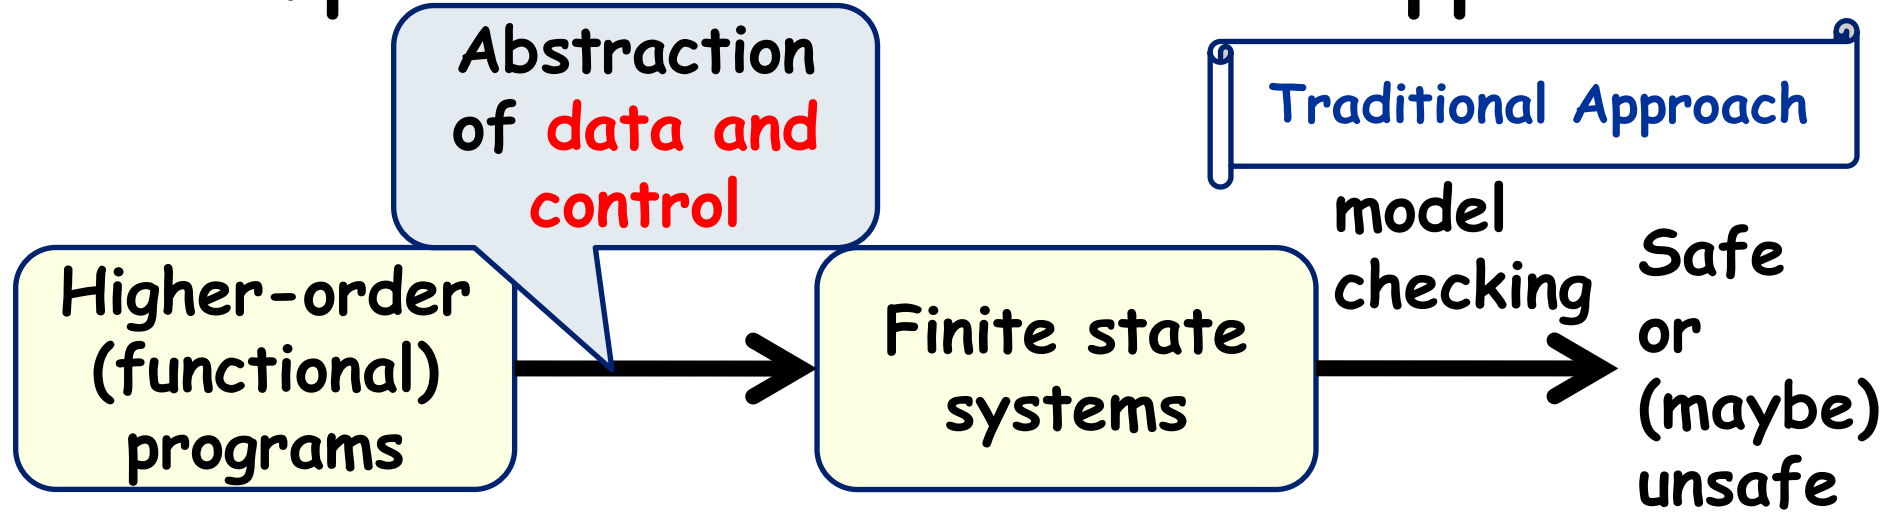 Abstraction
of data and
control
Traditional Approach
Higher-order
(functional)
programs
Finite state
systems
model
checking
Safe
or
(maybe)
unsafe